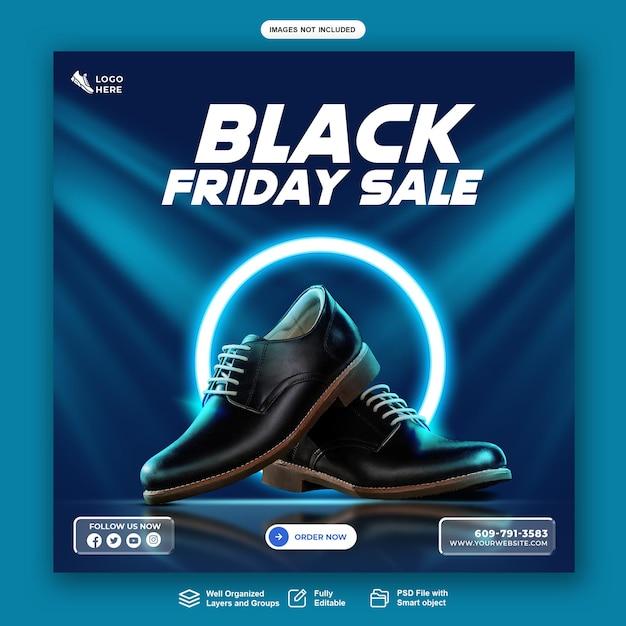 IMAGES NOT INCLUDED
LOGO
HERE
BLACK
FRIDAY SALE
FOLLOW US NOW
ORDER NOW
609-791-3583
WWW.YOURWEBSITE.COM
Well Organized
Layers and Groups
Fully
Editable
PSD File with
Smart object